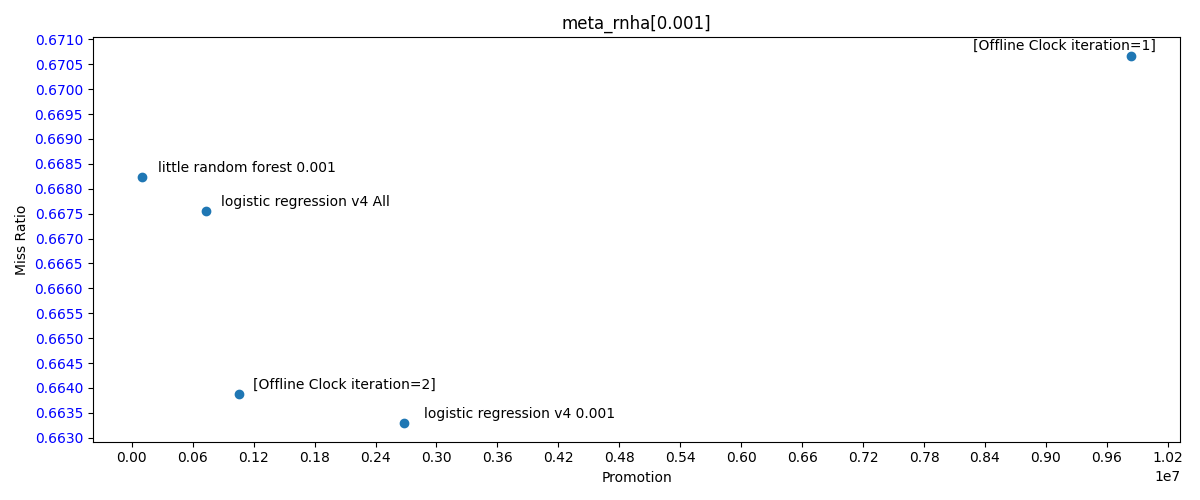 meta_rnha[0.001]
0.6710
0.6705
0.6700
0.6695
0.6690
0.6685
0.6680
0.6675
0.6670
0.6665
0.6660
0.6655
0.6650
0.6645
0.6640
0.6635
0.6630
Miss Ratio
[Offline Clock iteration=1]
little random forest 0.001
logistic regression v4 All
[Offline Clock iteration=2]
logistic regression v4 0.001
0.00 0.06 0.12 0.18 0.24 0.30 0.36 0.42 0.48 0.54 0.60 0.66 0.72 0.78 0.84 0.90 0.96 1.02
1e7
Promotion